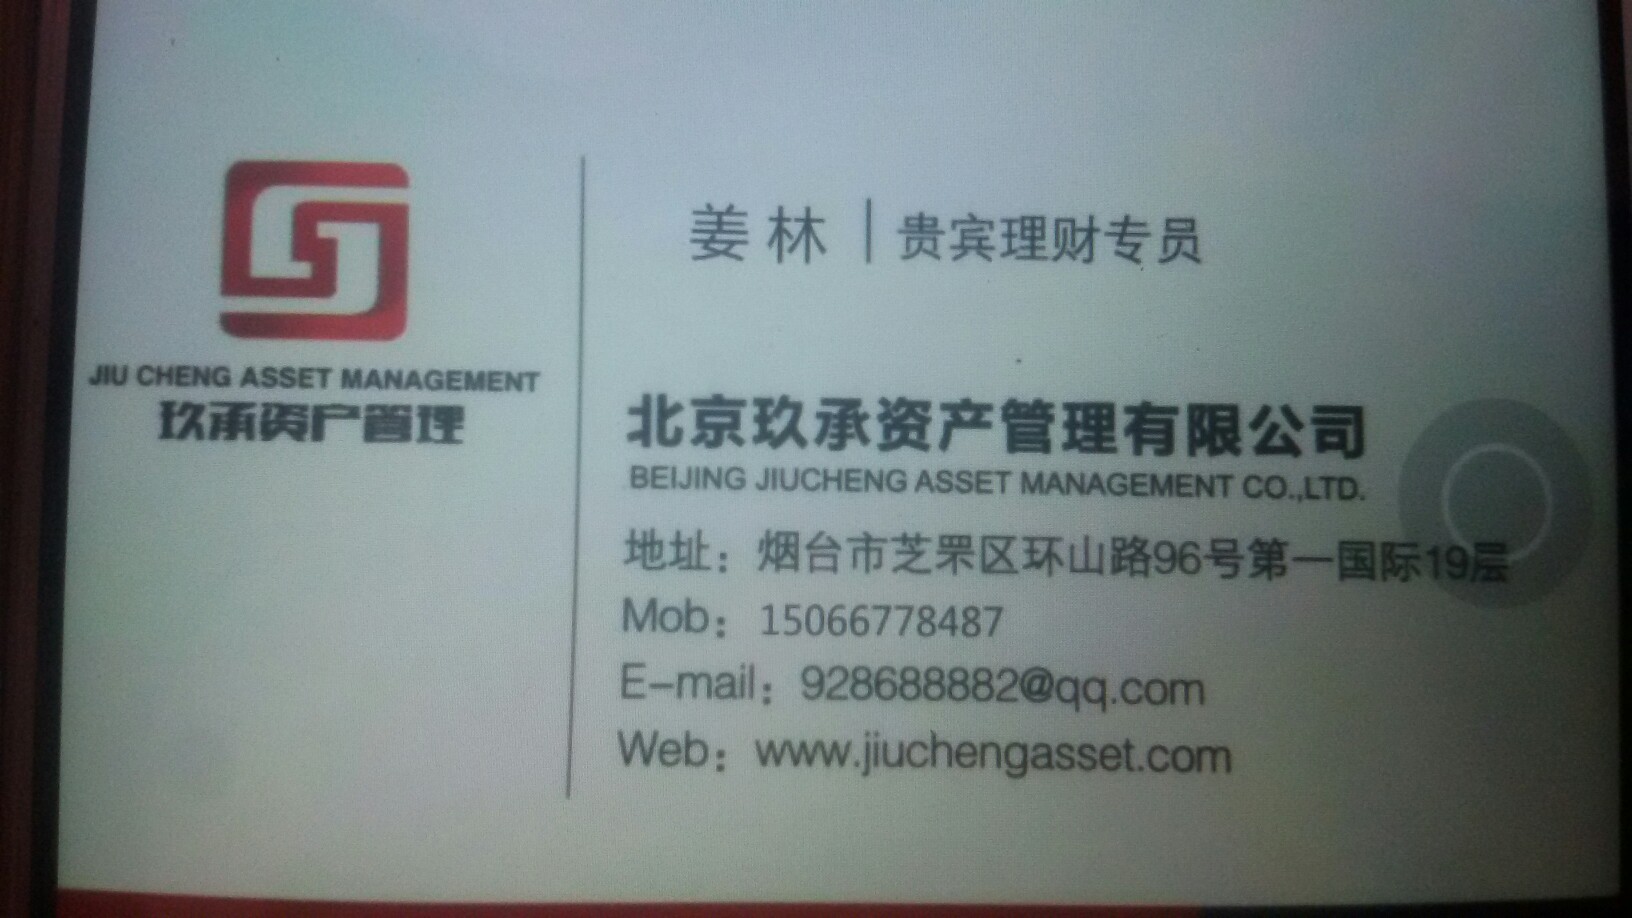 JIU CHENG ASSET MANAGEMENT
玖承资产管理
姜林 | 贵宾理财专员
北京玖承资产管理有限公司
BEIJING JIUCHENG ASSET MANAGEMENT CO.,LTD.
地址：烟台市芝罘区环山路96号第一国际19层
Mob：15066778487
E-mail：928688882@qq.com
Web：www.jiuchengasset.com